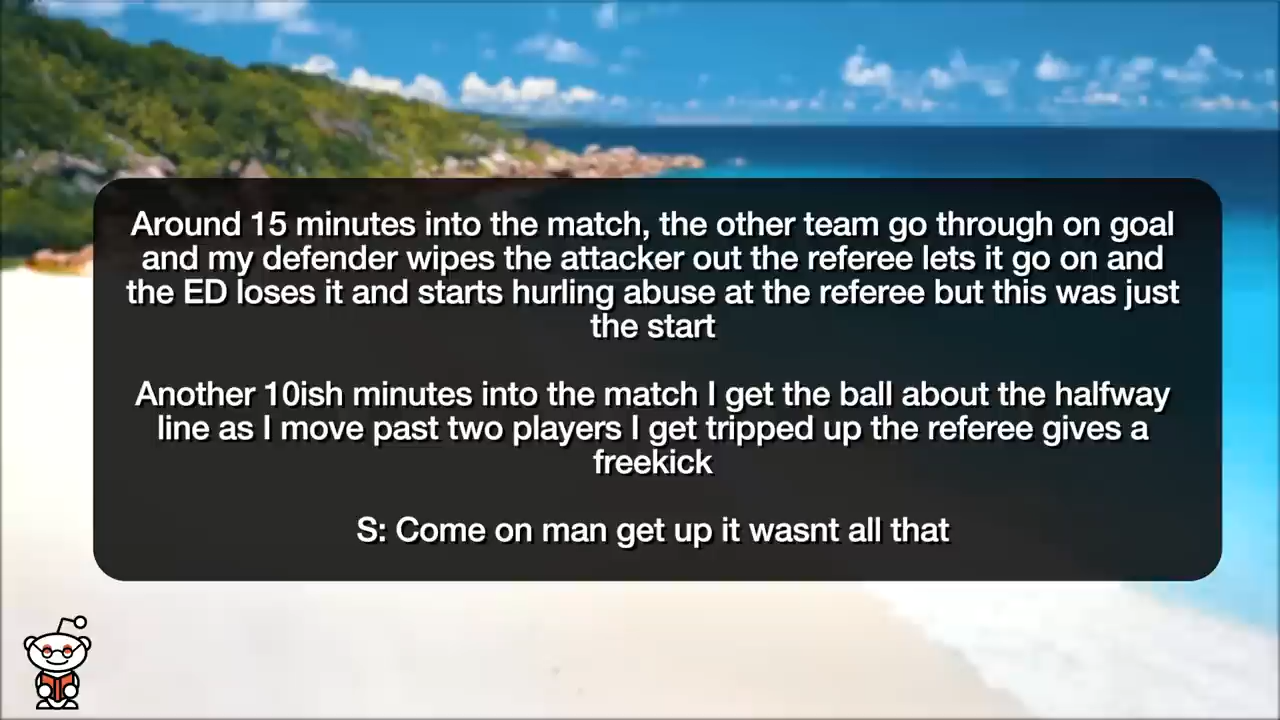 Around 15 minutes into the match, the other team go through on goal
and my defender wipes the attacker out the referee lets it go on and
the ED loses it and starts hurling abuse at the referee but this was just
the start
Another 10ish minutes into the match I get the ball about the halfway
line as I move past two players I get tripped up the referee gives a
freekick
S: Come on man get up it wasnt all that